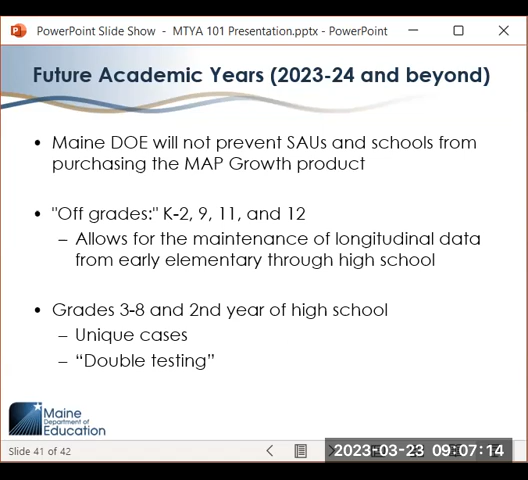 PowerPoint Slide Show - MTYA 101 Presentation.pptx - PowerPoint
Future Academic Years (2023-24 and beyond)
• Maine DOE will not prevent SAUs and schools from
purchasing the MAP Growth product
• "Off grades:" K-2, 9, 11, and 12
– Allows for the maintenance of longitudinal data
from early elementary through high school
• Grades 3-8 and 2nd year of high school
– Unique cases
– “Double testing”
Maine
Department of
Education
Slide 41 of 42
2023-03-23 09:07:14